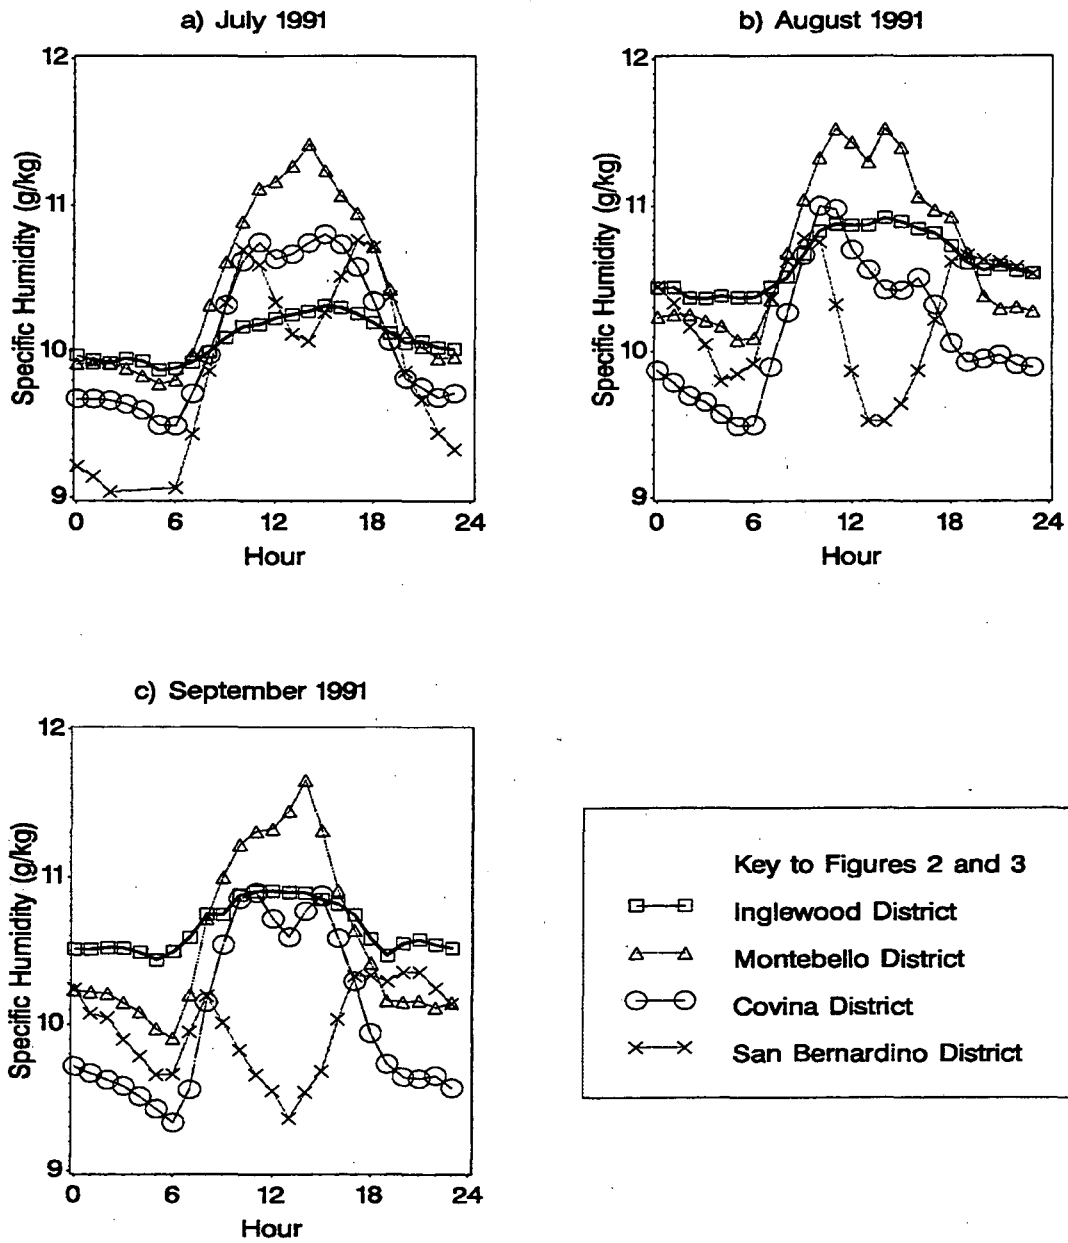 a) July 1991
12
11
10
9
Specific Humidity (g/kg)
0 6 12 18 24
Hour
b) August 1991
12
11
10
9
Specific Humidity (g/kg)
0 6 12 18 24
Hour
c) September 1991
12
11
10
9
Specific Humidity (g/kg)
0 6 12 18 24
Hour
Key to Figures 2 and 3
Inglewood District
Montebello District
Covina District
San Bernardino District